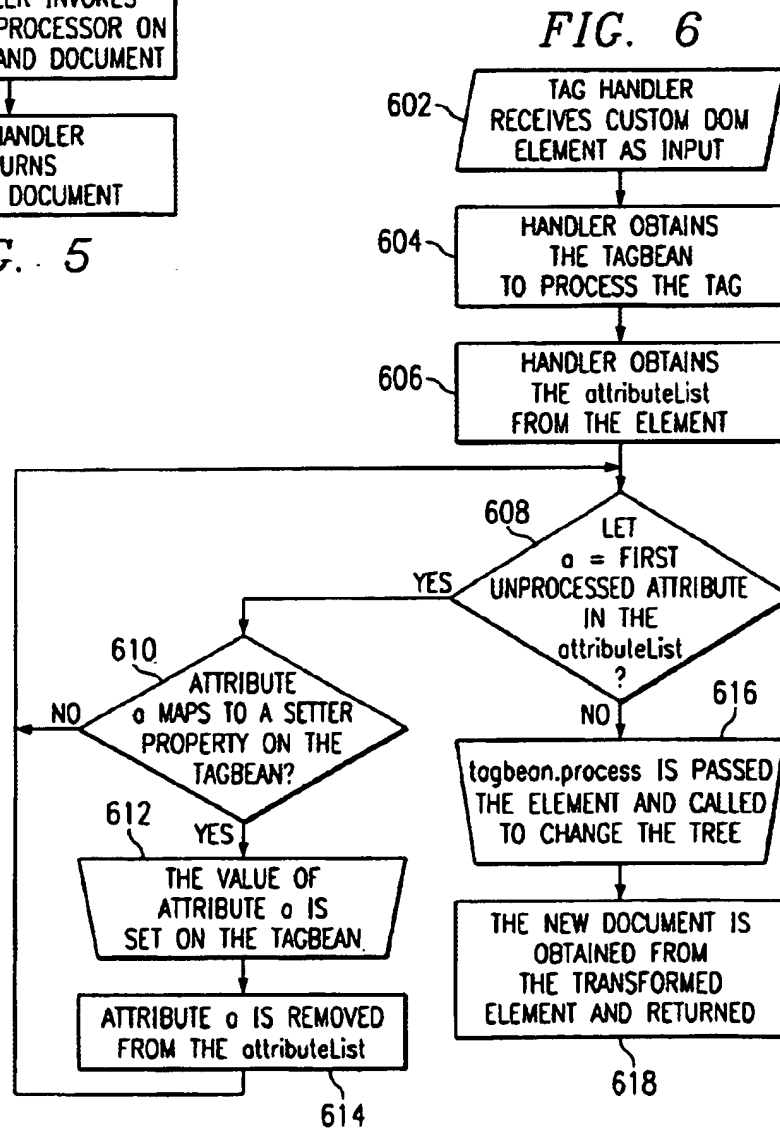 LER INVOKES
PROCESSOR ON
AND DOCUMENT
HANDLER
URNS
DOCUMENT
G. 5
FIG. 6
602
TAG HANDLER
RECEIVES CUSTOM DOM
ELEMENT AS INPUT
604
HANDLER OBTAINS
THE TAGBEAN
TO PROCESS THE TAG
606
HANDLER OBTAINS
THE attributeList
FROM THE ELEMENT
608
LET
a = FIRST
UNPROCESSED ATTRIBUTE
IN THE
attributeList
?
YES
NO
610
ATTRIBUTE
a MAPS TO A SETTER
PROPERTY ON THE
TAGBEAN?
NO
YES
612
THE VALUE OF
ATTRIBUTE a IS
SET ON THE TAGBEAN
ATTRIBUTE a IS REMOVED
FROM THE attributeList
614
616
tagbean.process IS PASSED
THE ELEMENT AND CALLED
TO CHANGE THE TREE
THE NEW DOCUMENT IS
OBTAINED FROM
THE TRANSFORMED
ELEMENT AND RETURNED
618